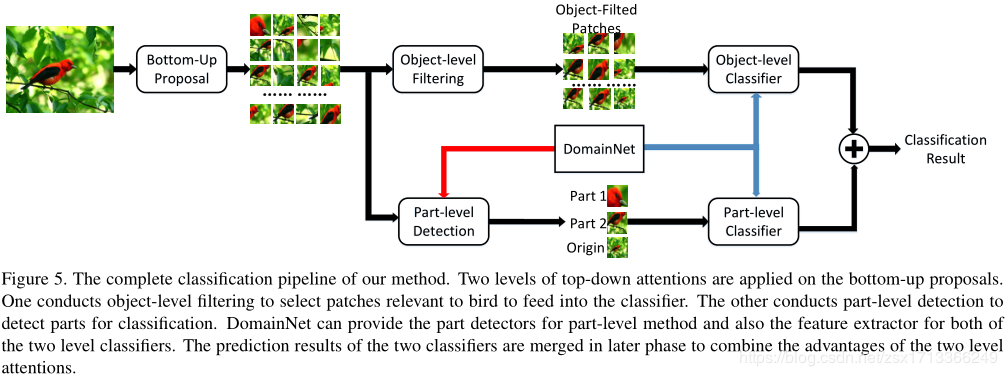 Bottom-Up
Proposal
Object-level
Filtering
Object-Filted
Patches
Object-level
Classifier
DomainNet
Classification
Result
Part-level
Detection
Part 1
Part 2
Origin
Part-level
Classifier
Figure 5. The complete classification pipeline of our method. Two levels of top-down attentions are applied on the bottom-up proposals.
One conducts object-level filtering to select patches relevant to bird to feed into the classifier. The other conducts part-level detection to
detect parts for classification. DomainNet can provide the part detectors for part-level method and also the feature extractor for both of
the two level classifiers. The prediction results of the two classifiers are merged in later phase to combine the advantages of the two level
attentions.
https://blog.csdn.net/zsx1713366249